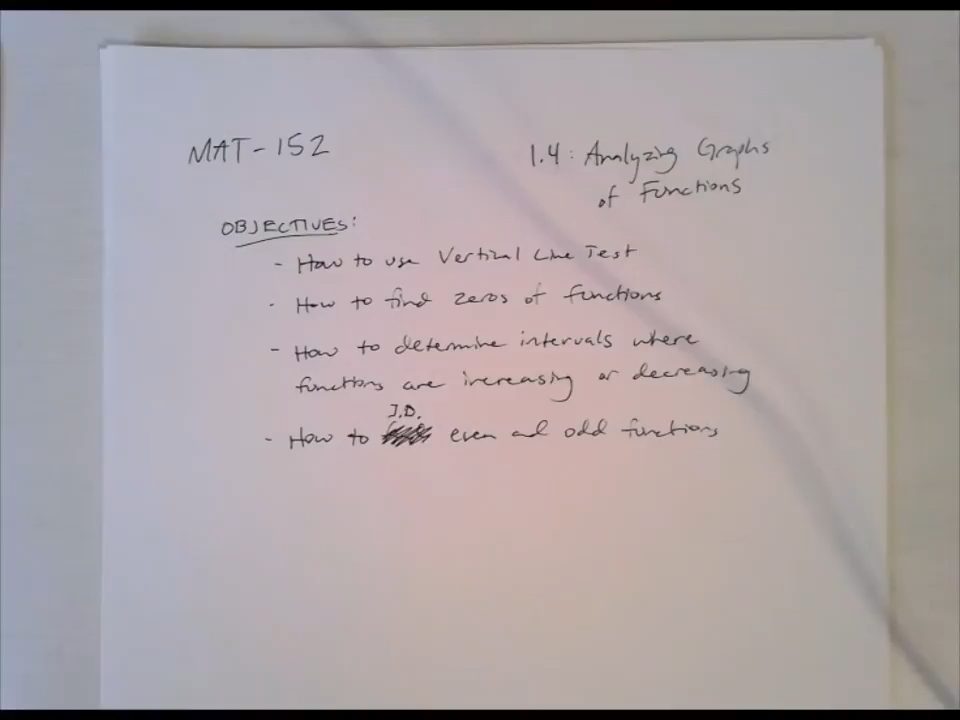 MAT-152
1.4: Analyzing Graphs
of Functions
OBJECTIVES:
- How to use Vertical Line Test
- How to find zeros of functions
- How to determine intervals where
functions are increasing or decreasing
I.D.
- How to even and odd functions